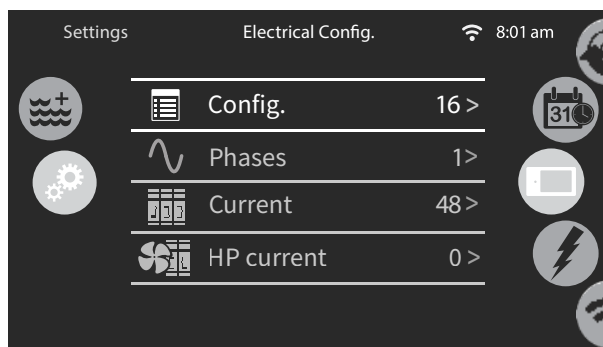 Settings Electrical Config. 8:01 am
Config. 16 >
31
Phases 1>
Current 48 >
HP current 0 >